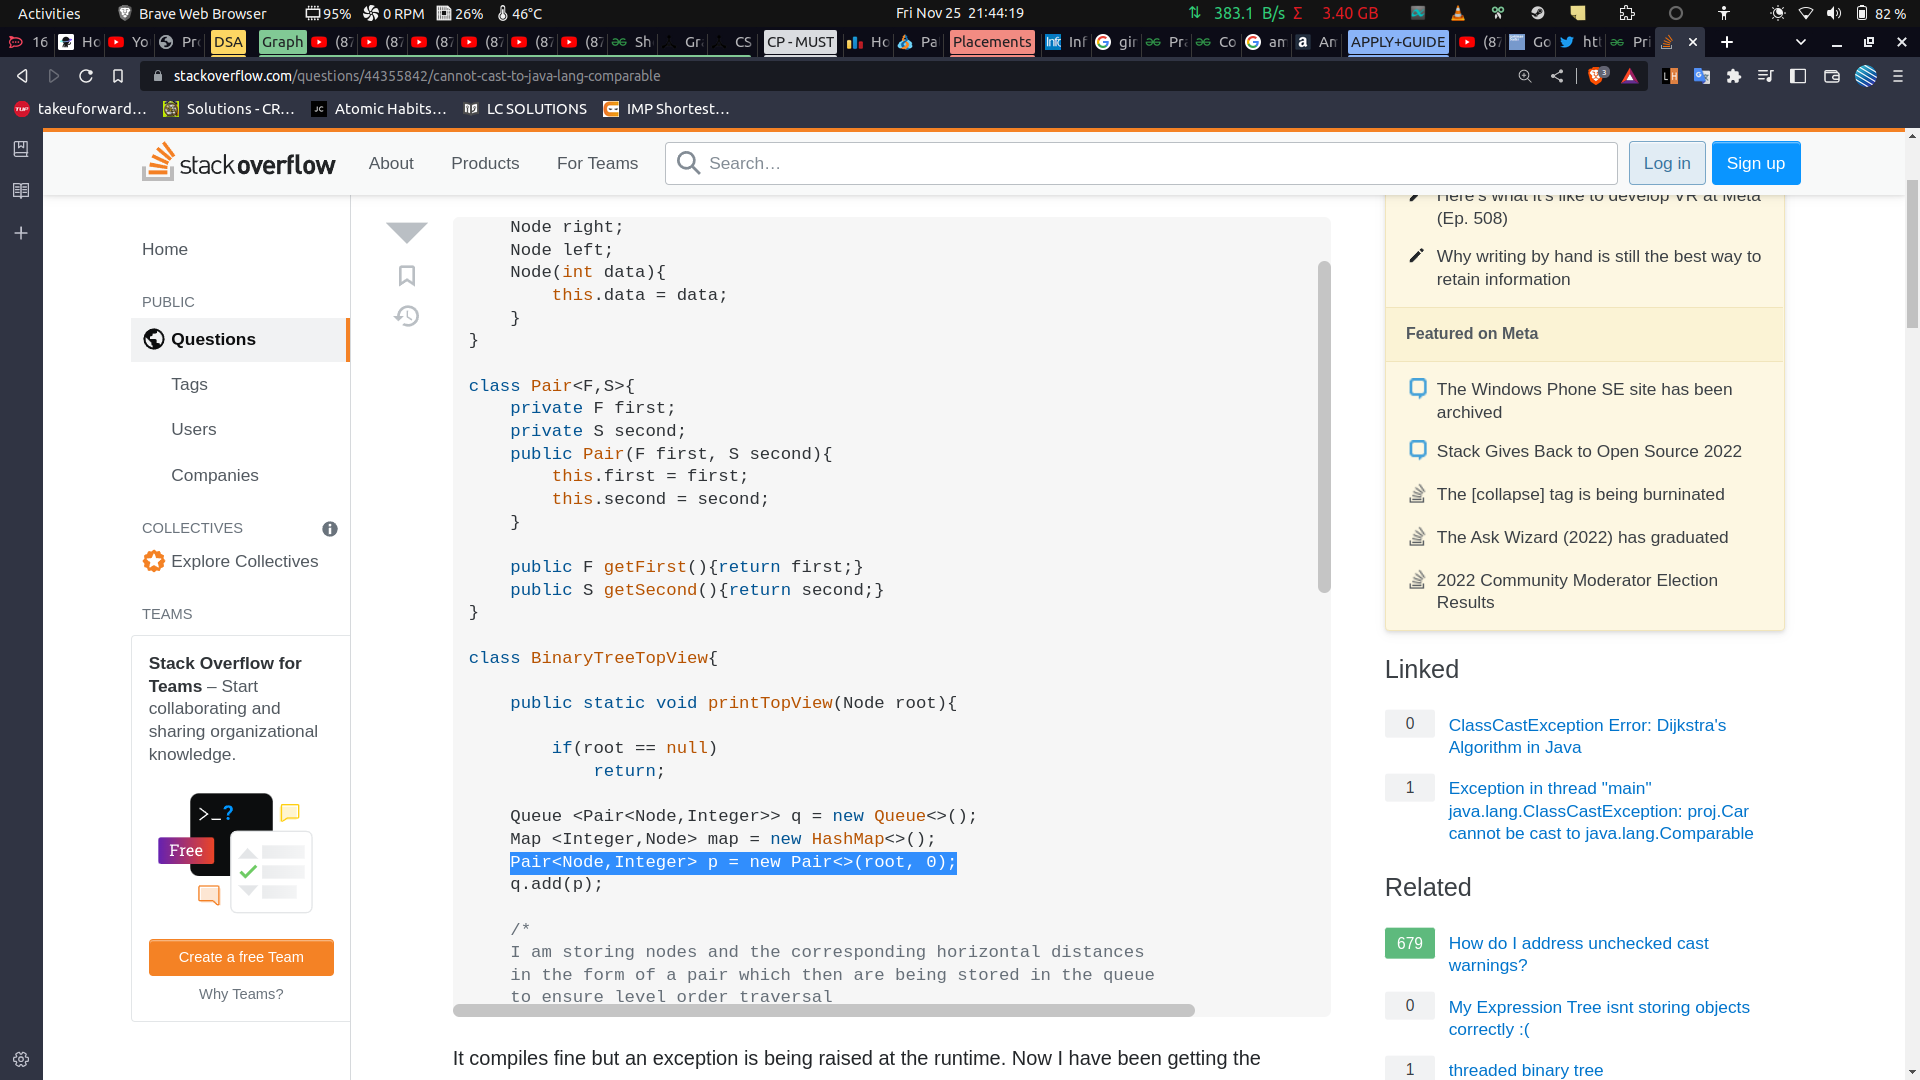 Activities
Brave Web Browser
95%
0 RPM
26%
46°C
Fri Nov 25 21:44:19
383.1 B/s
Σ 3.40 GB
82 %
16
Ho
Yo
Pr
DSA
Graph
(87
(87
(87
(87
(87
(87
Sh
Gr
CS
CP - MUST
Ho
Pa
Placements
Inf
gir
Pr
Co
am
Am
APPLY+GUIDE
(87
Go
htt
Pri
stackoverflow.com/questions/44355842/cannot-cast-to-java-lang-comparable
takeuforward…
Solutions - CR…
Atomic Habits…
LC SOLUTIONS
IMP Shortest…
stackoverflow
About
Products
For Teams
Search…
Log in
Sign up
Home
PUBLIC
Questions
Tags
Users
Companies
COLLECTIVES
Explore Collectives
TEAMS
Stack Overflow for
Teams – Start
collaborating and
sharing organizational
knowledge.
>_?
Free
Create a free Team
Why Teams?
Node right;
Node left;
Node(int data){
this.data = data;
}
}
class Pair<F,S>{
private F first;
private S second;
public Pair(F first, S second){
this.first = first;
this.second = second;
}
public F getFirst(){return first;}
public S getSecond(){return second;}
}
class BinaryTreeTopView{
public static void printTopView(Node root){
if(root == null)
return;
Queue <Pair<Node,Integer>> q = new Queue<>();
Map <Integer,Node> map = new HashMap<>();
Pair<Node,Integer> p = new Pair<>(root, 0);
q.add(p);
/*
I am storing nodes and the corresponding horizontal distances
in the form of a pair which then are being stored in the queue
to ensure level order traversal
It compiles fine but an exception is being raised at the runtime. Now I have been getting the
Here's what it's like to develop VR at Meta
(Ep. 508)
Why writing by hand is still the best way to
retain information
Featured on Meta
The Windows Phone SE site has been
archived
Stack Gives Back to Open Source 2022
The [collapse] tag is being burninated
The Ask Wizard (2022) has graduated
2022 Community Moderator Election
Results
Linked
0
ClassCastException Error: Dijkstra's
Algorithm in Java
1
Exception in thread "main"
java.lang.ClassCastException: proj.Car
cannot be cast to java.lang.Comparable
Related
679
How do I address unchecked cast
warnings?
0
My Expression Tree isnt storing objects
correctly :(
1
threaded binary tree